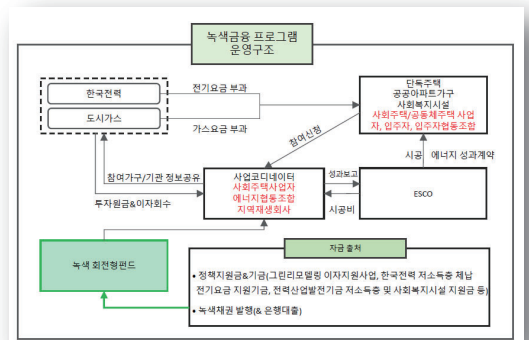 녹색금융 프로그램
운영구조
한국전력
도시가스
전기요금 부과
가스요금 부과
단독주택
공공아파트가구
사회복지시설
사회주택/공동체주택 사업
자, 입주자, 입주자협동조합
참여신청
시공
에너지 성과계약
참여가구/기관 정보공유
투자원금&이자회수
사업코디네이터
사회주택사업자
에너지협동조합
지역재생회사
성과보고
시공비
ESCO
녹색 회전형펀드
자금 출처
• 정책지원금&기금(그린리모델링 이자지원사업, 한국전력 저소득층 체납
전기요금 지원기금, 전력산업발전기금 저소득층 및 사회복지시설 지원금 등)
• 녹색채권 발행(& 은행대출)